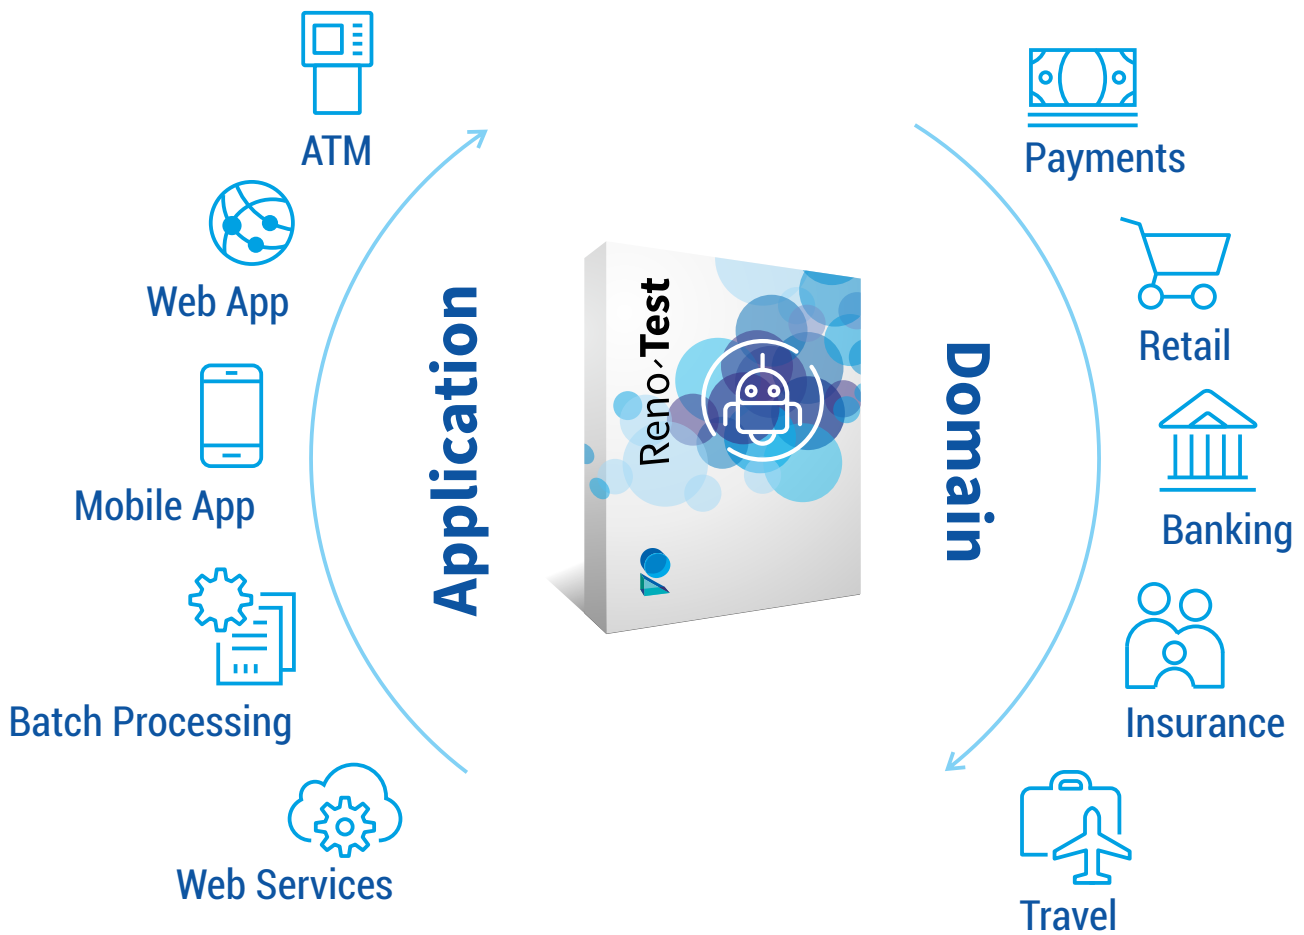 ATM
Web App
Mobile App
Batch Processing
Web Services
Application
Reno Test
Domain
Payments
Retail
Banking
Insurance
Travel